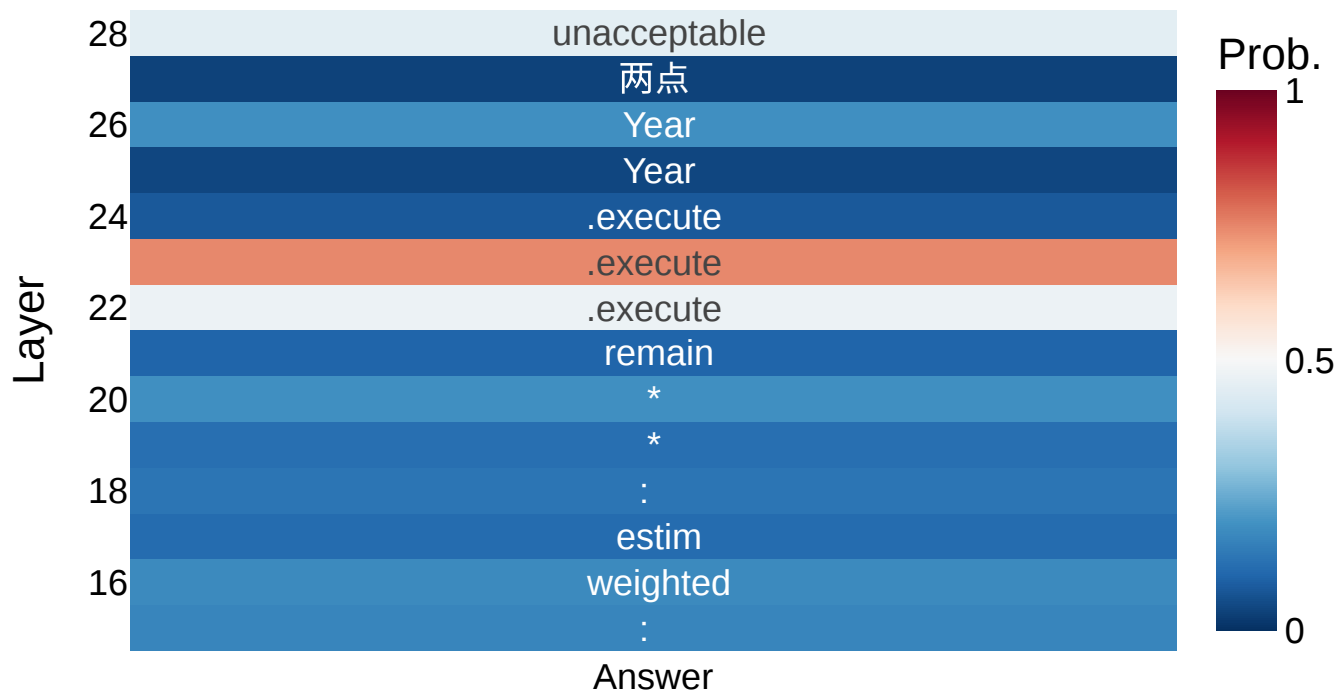 28 unacceptable
两点
26 Year
Year
24 .execute
.execute
22 .execute
remain
20 *
*
18 :
estim
16 weighted
:
Layer
Answer
Prob.
1
0.5
0